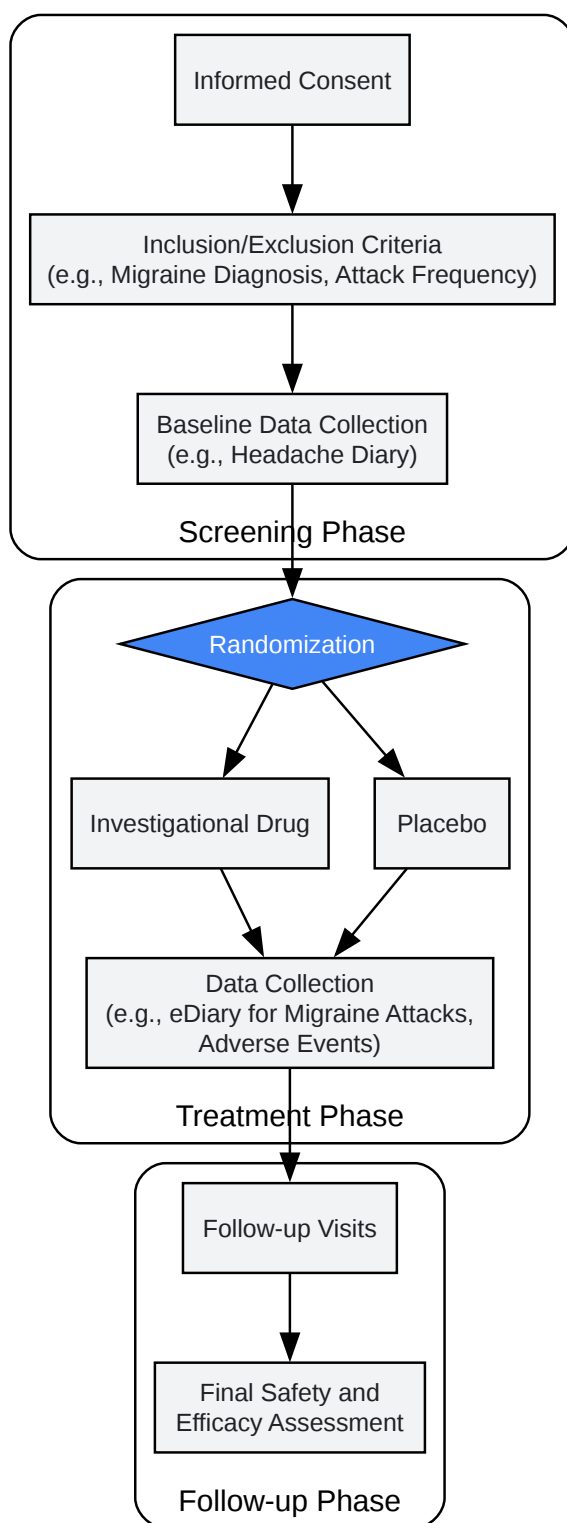 Informed Consent
Inclusion/Exclusion Criteria
(e.g., Migraine Diagnosis, Attack Frequency)
Baseline Data Collection
(e.g., Headache Diary)
Screening Phase
Randomization
Investigational Drug
Placebo
Data Collection
(e.g., eDiary for Migraine Attacks,
Adverse Events)
Treatment Phase
Follow-up Visits
Final Safety and
Efficacy Assessment
Follow-up Phase